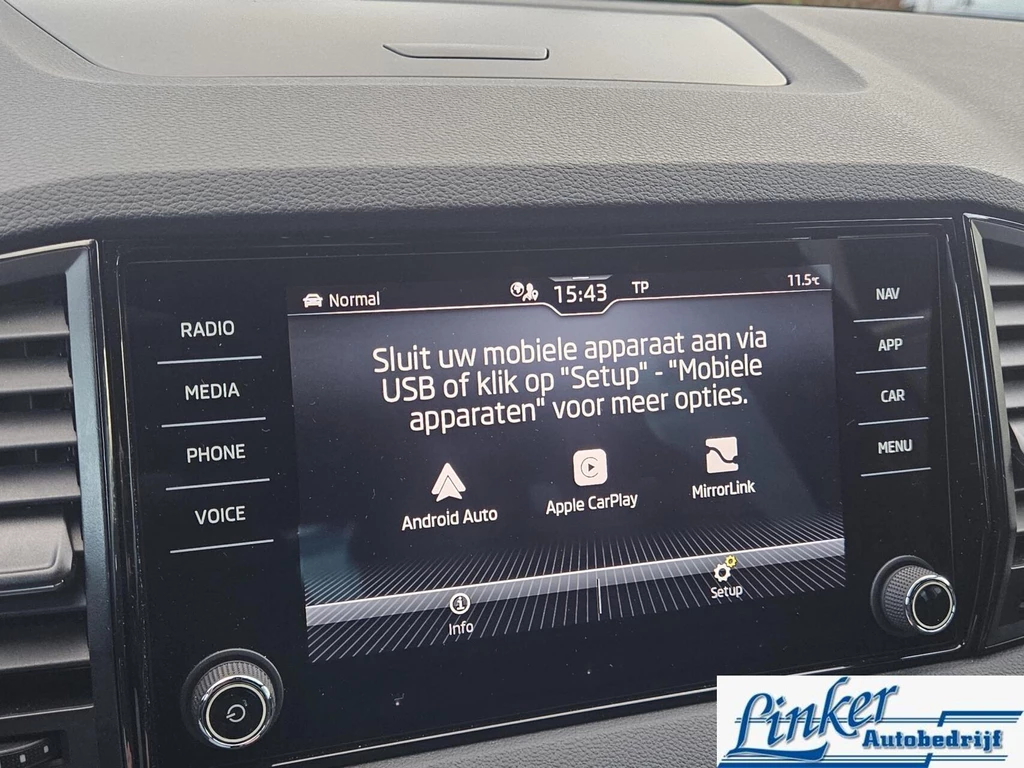 Normal 15:43 TP 11.5°C
RADIO
MEDIA
PHONE
VOICE
Sluit uw mobiele apparaat aan via
USB of klik op "Setup" - "Mobiele
apparaten" voor meer opties.
Android Auto Apple CarPlay MirrorLink
Info Setup
NAV
APP
CAR
MENU
Linker
Autobedrijf